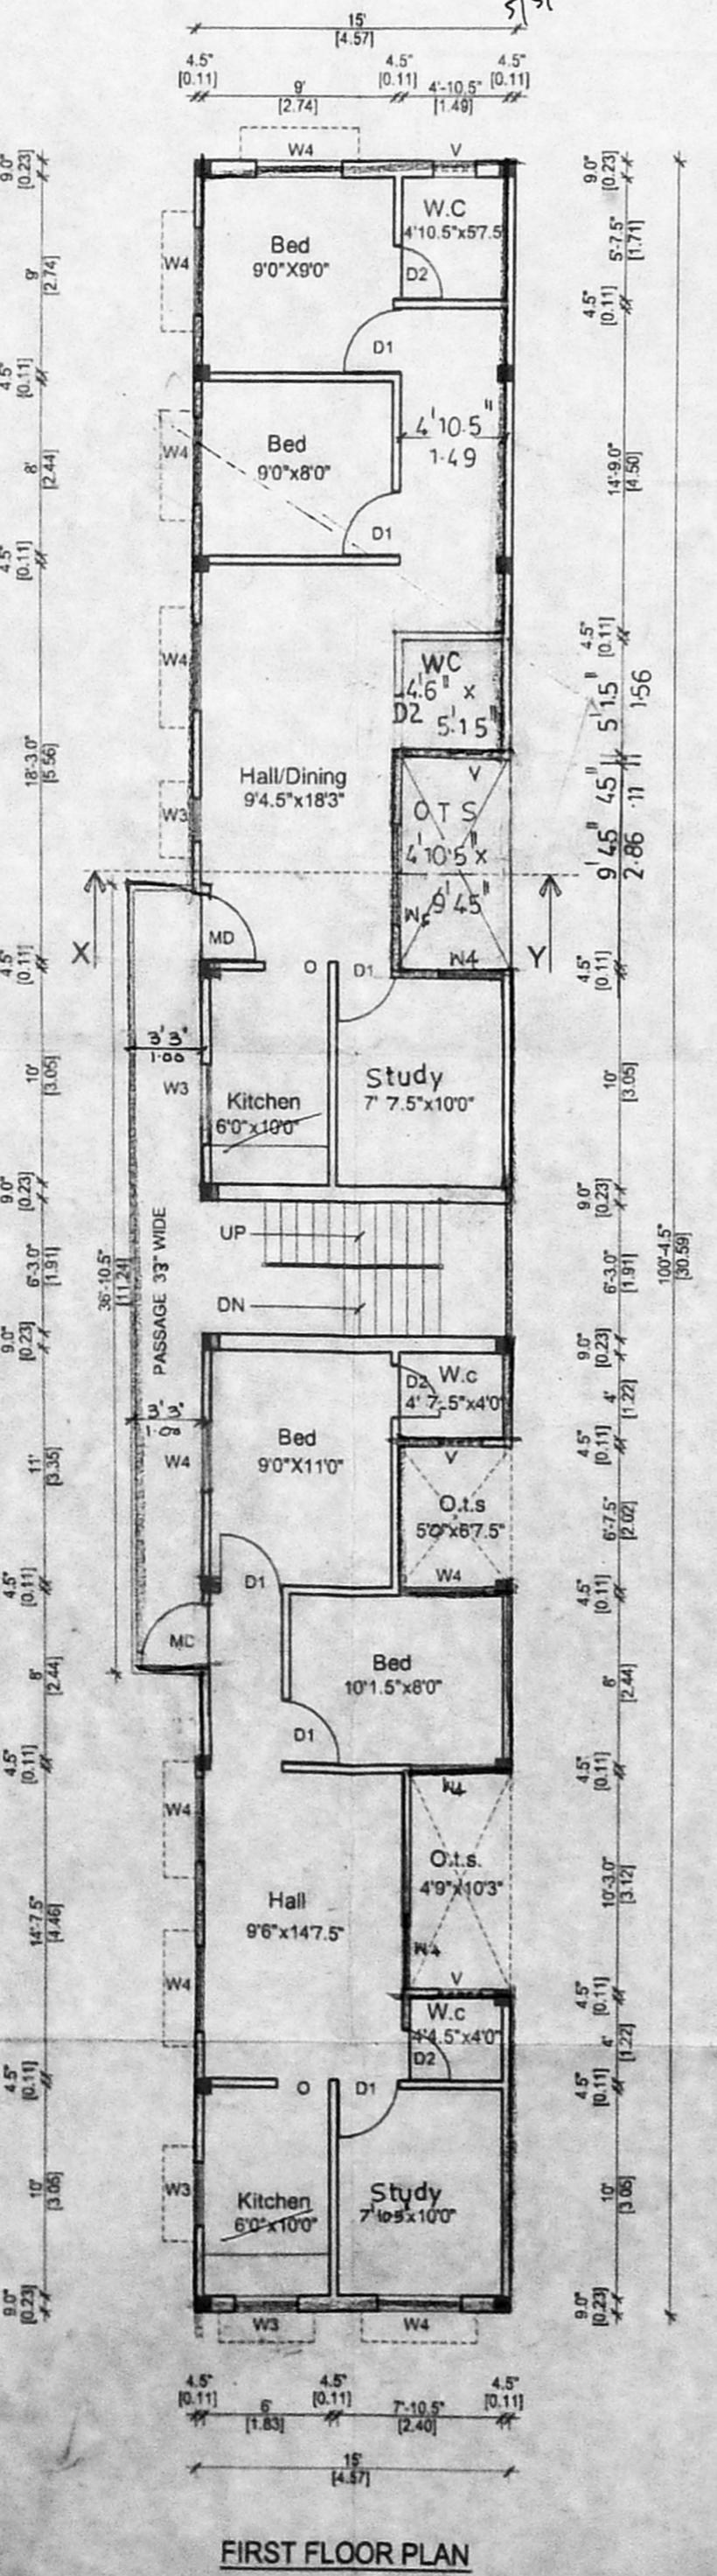 15'
[4.57]
4.5" 4.5" 4.5"
[0.11] [0.11] [0.11]
9' 4'-10.5"
[2.74] [1.49]
W4 V
9.0"
[0.23]
9.0"
[0.23]
W.C
4'10.5"x5'7.5
Bed
9'0"X9'0"
W4
D2
9'
[2.74]
5'-7.5"
[1.71]
4.5"
[0.11]
D1
4.5"
[0.11]
4'10.5"
1.49
Bed
9'0"x8'0"
W4
8'
[2.44]
14'-9.0"
[4.50]
D1
4.5"
[0.11]
4.5"
[0.11]
W4
WC
4'6" x
D2 5'15"
5'1.5"
1.56
Hall/Dining
9'4.5"x18'3"
18'-3.0"
[5.56]
W3
V
OTS
4'10'5"x
9'45"
4.5"
.11
9'4.5"
2.86
W5
W4
X Y
MD
O D1
4.5"
[0.11]
4.5"
[0.11]
3'3"
1.00
W3
Kitchen
6'0"x10'0"
Study
7' 7.5"x10'0"
10'
[3.05]
10'
[3.05]
9.0"
[0.23]
9.0"
[0.23]
UP
DN
PASSAGE 3'3" WIDE
36'-10.5"
[11.24]
6'-3.0"
[1.91]
6'-3.0"
[1.91]
100'-4.5"
[30.59]
9.0"
[0.23]
9.0"
[0.23]
D2 W.c
4' 7.5"x4'0"
4'
[1.22]
3'3"
1.00
Bed
9'0"X11'0"
W4
11'
[3.35]
4.5"
[0.11]
V
O.t.s
5'0"x6'7.5"
W4
6'-7.5"
[2.02]
D1
4.5"
[0.11]
4.5"
[0.11]
MD
Bed
10'1.5"x8'0"
8'
[2.44]
8'
[2.44]
D1
4.5"
[0.11]
4.5"
[0.11]
W4
W4
O.t.s.
4'9"x10'3"
10'-3.0"
[3.12]
Hall
9'6"x14'7.5"
14'-7.5"
[4.46]
W4
W4
V
4.5"
[0.11]
W.c
4'4.5"x4'0"
D2
4'
[1.22]
4.5"
[0.11]
4.5"
[0.11]
O D1
W3
Kitchen
6'0"x10'0"
Study
7'10.5"x10'0"
10'
[3.05]
10'
[3.05]
9.0"
[0.23]
9.0"
[0.23]
W3 W4
4.5" 4.5" 4.5"
[0.11] [0.11] [0.11]
6' 7'-10.5"
[1.83] [2.40]
15'
[4.57]
FIRST FLOOR PLAN